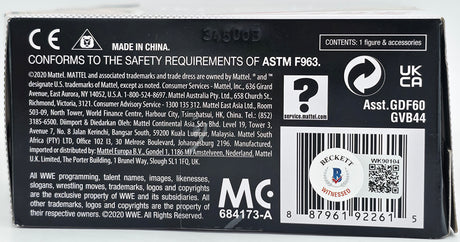 346005
CE
MADE IN CHINA.
CONTENTS: 1 figure & accessories
CONFORMS TO THE SAFETY REQUIREMENTS OF ASTM F963.
©2020 Mattel. MATTEL and associated trademarks and trade dress are owned by Mattel. ® and ™
designate U.S. trademarks of Mattel, except as noted. Consumer Services: Mattel, Inc., 636 Girard
Avenue, East Aurora, NY 14052, U.S.A. 1-800-524-8697. Mattel Australia Pty. Ltd., 658 Church St.,
Richmond, Victoria, 3121. Consumer Advisory Service - 1300 135 312. Mattel East Asia Ltd., Room
503-09, North Tower, World Finance Centre, Harbour City, Tsimshatsui, HK, China. Tel.: (852)
3185-6500. Diimport & Diedarkan Oleh: Mattel Continental Asia Sdn Bhd. Level 19, Tower 3,
Avenue 7, No. 8 Jalan Kerinchi, Bangsar South, 59200 Kuala Lumpur, Malaysia. Mattel South Africa
(PTY) LTD, Office 102 I3, 30 Melrose Boulevard, Johannesburg 2196. Manufactured for, imported or
distributed by: Mattel Europa B.V., Gondel 1, 1186 MJ Amstelveen, Nederland. Mattel
U.K. Limited, The Porter Building, 1 Brunel Way, Slough SL1 1FQ, UK.
All WWE programming, talent names, images, likenesses,
slogans, wrestling moves, trademarks, logos and copyrights are
the exclusive property of WWE and its subsidiaries. All
other trademarks, logos and copyrights are the property of
their respective owners. ©2020 WWE. All Rights Reserved.
MC
684173-A
?
service.mattel.com
UK
CA
Asst.GDF60
GVB44
BECKETT
B
WITNESSED
WK90104
8 87961 92261 5